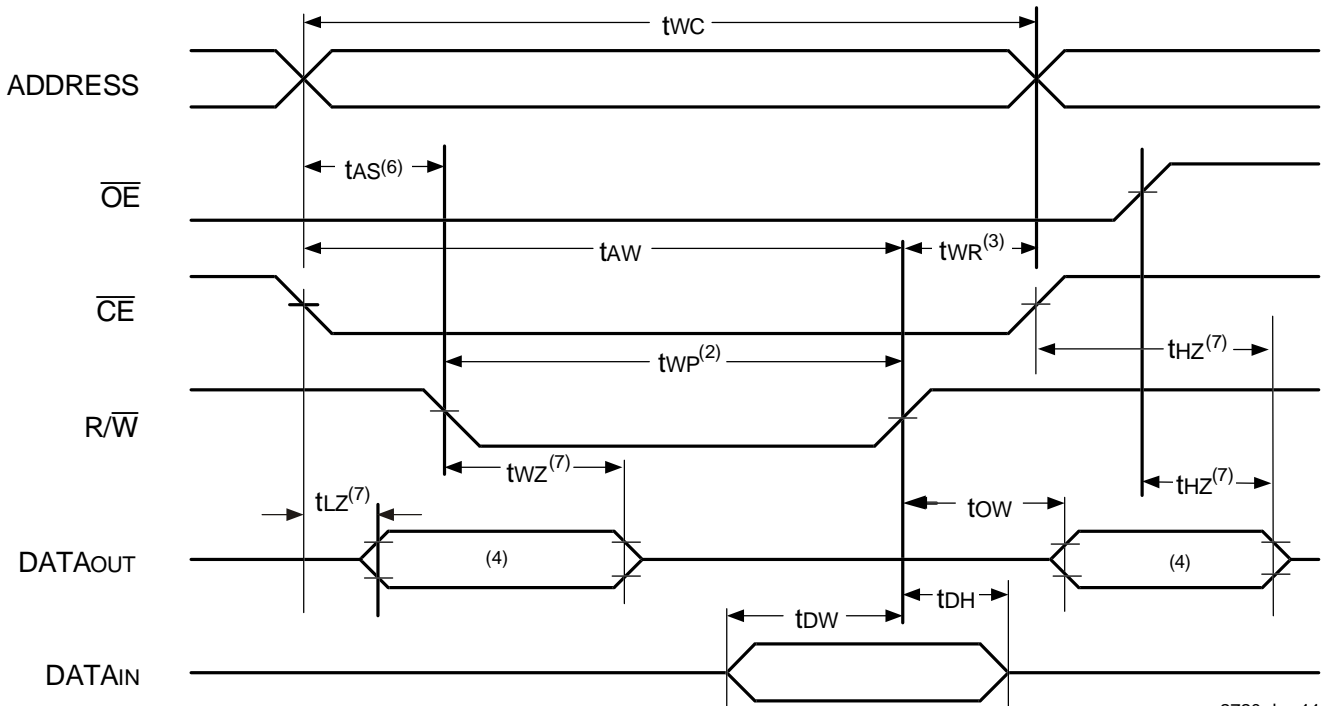 tWC
ADDRESS
tAS(6)
OE
tAW
tWR(3)
CE
tWP(2)
tHZ(7)
R/W
tWZ(7)
tLZ(7)
tHZ(7)
tOW
DATAOUT
(4)
(4)
tDW
tDH
DATAIN